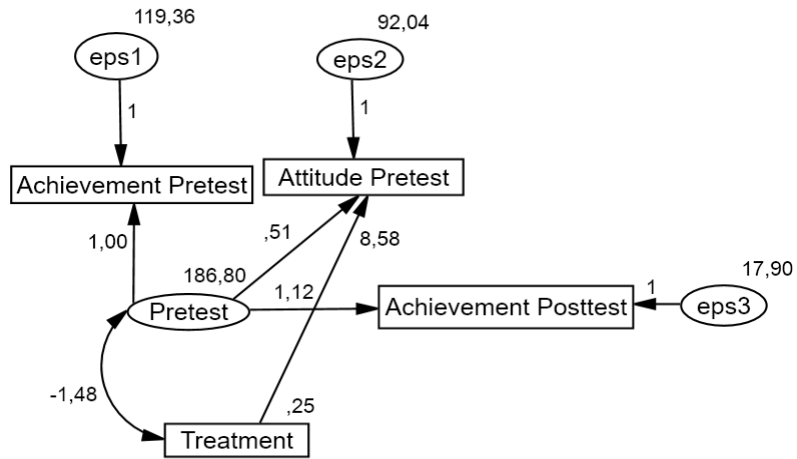 119,36
92,04
eps1
eps2
1
1
Achievement Pretest
Attitude Pretest
1,00
,51
8,58
186,80
1,12
17,90
Pretest
Achievement Posttest
1
eps3
-1,48
,25
Treatment